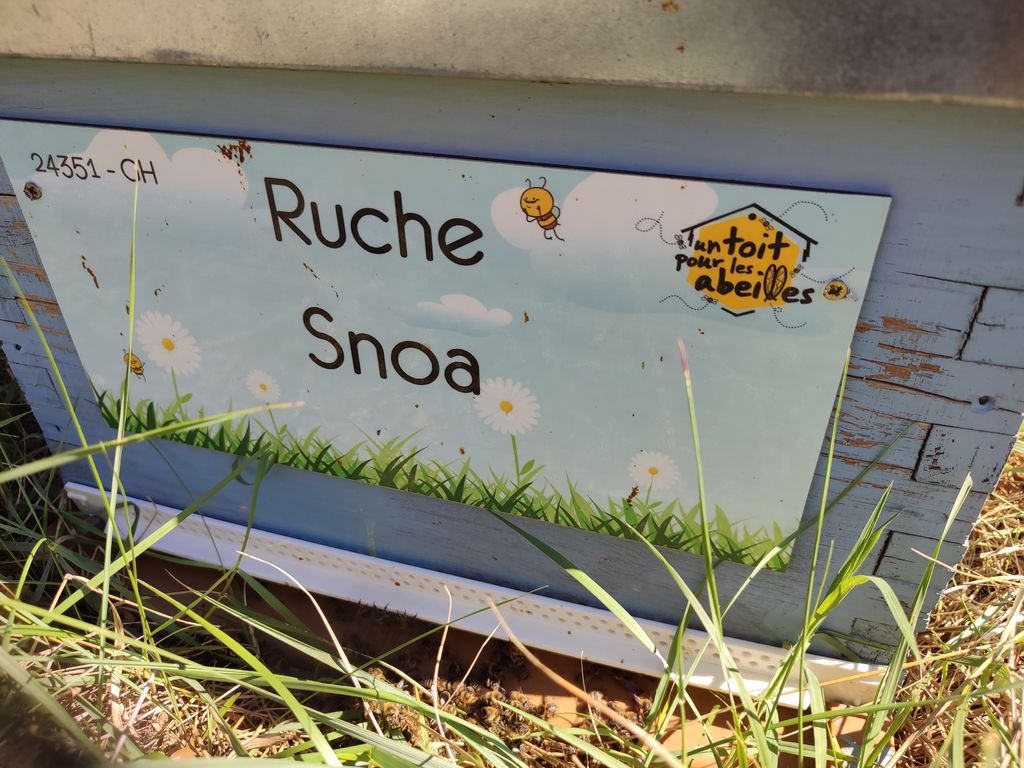 24351 - CH
Ruche
Snoa
un toit
pour les
abeilles